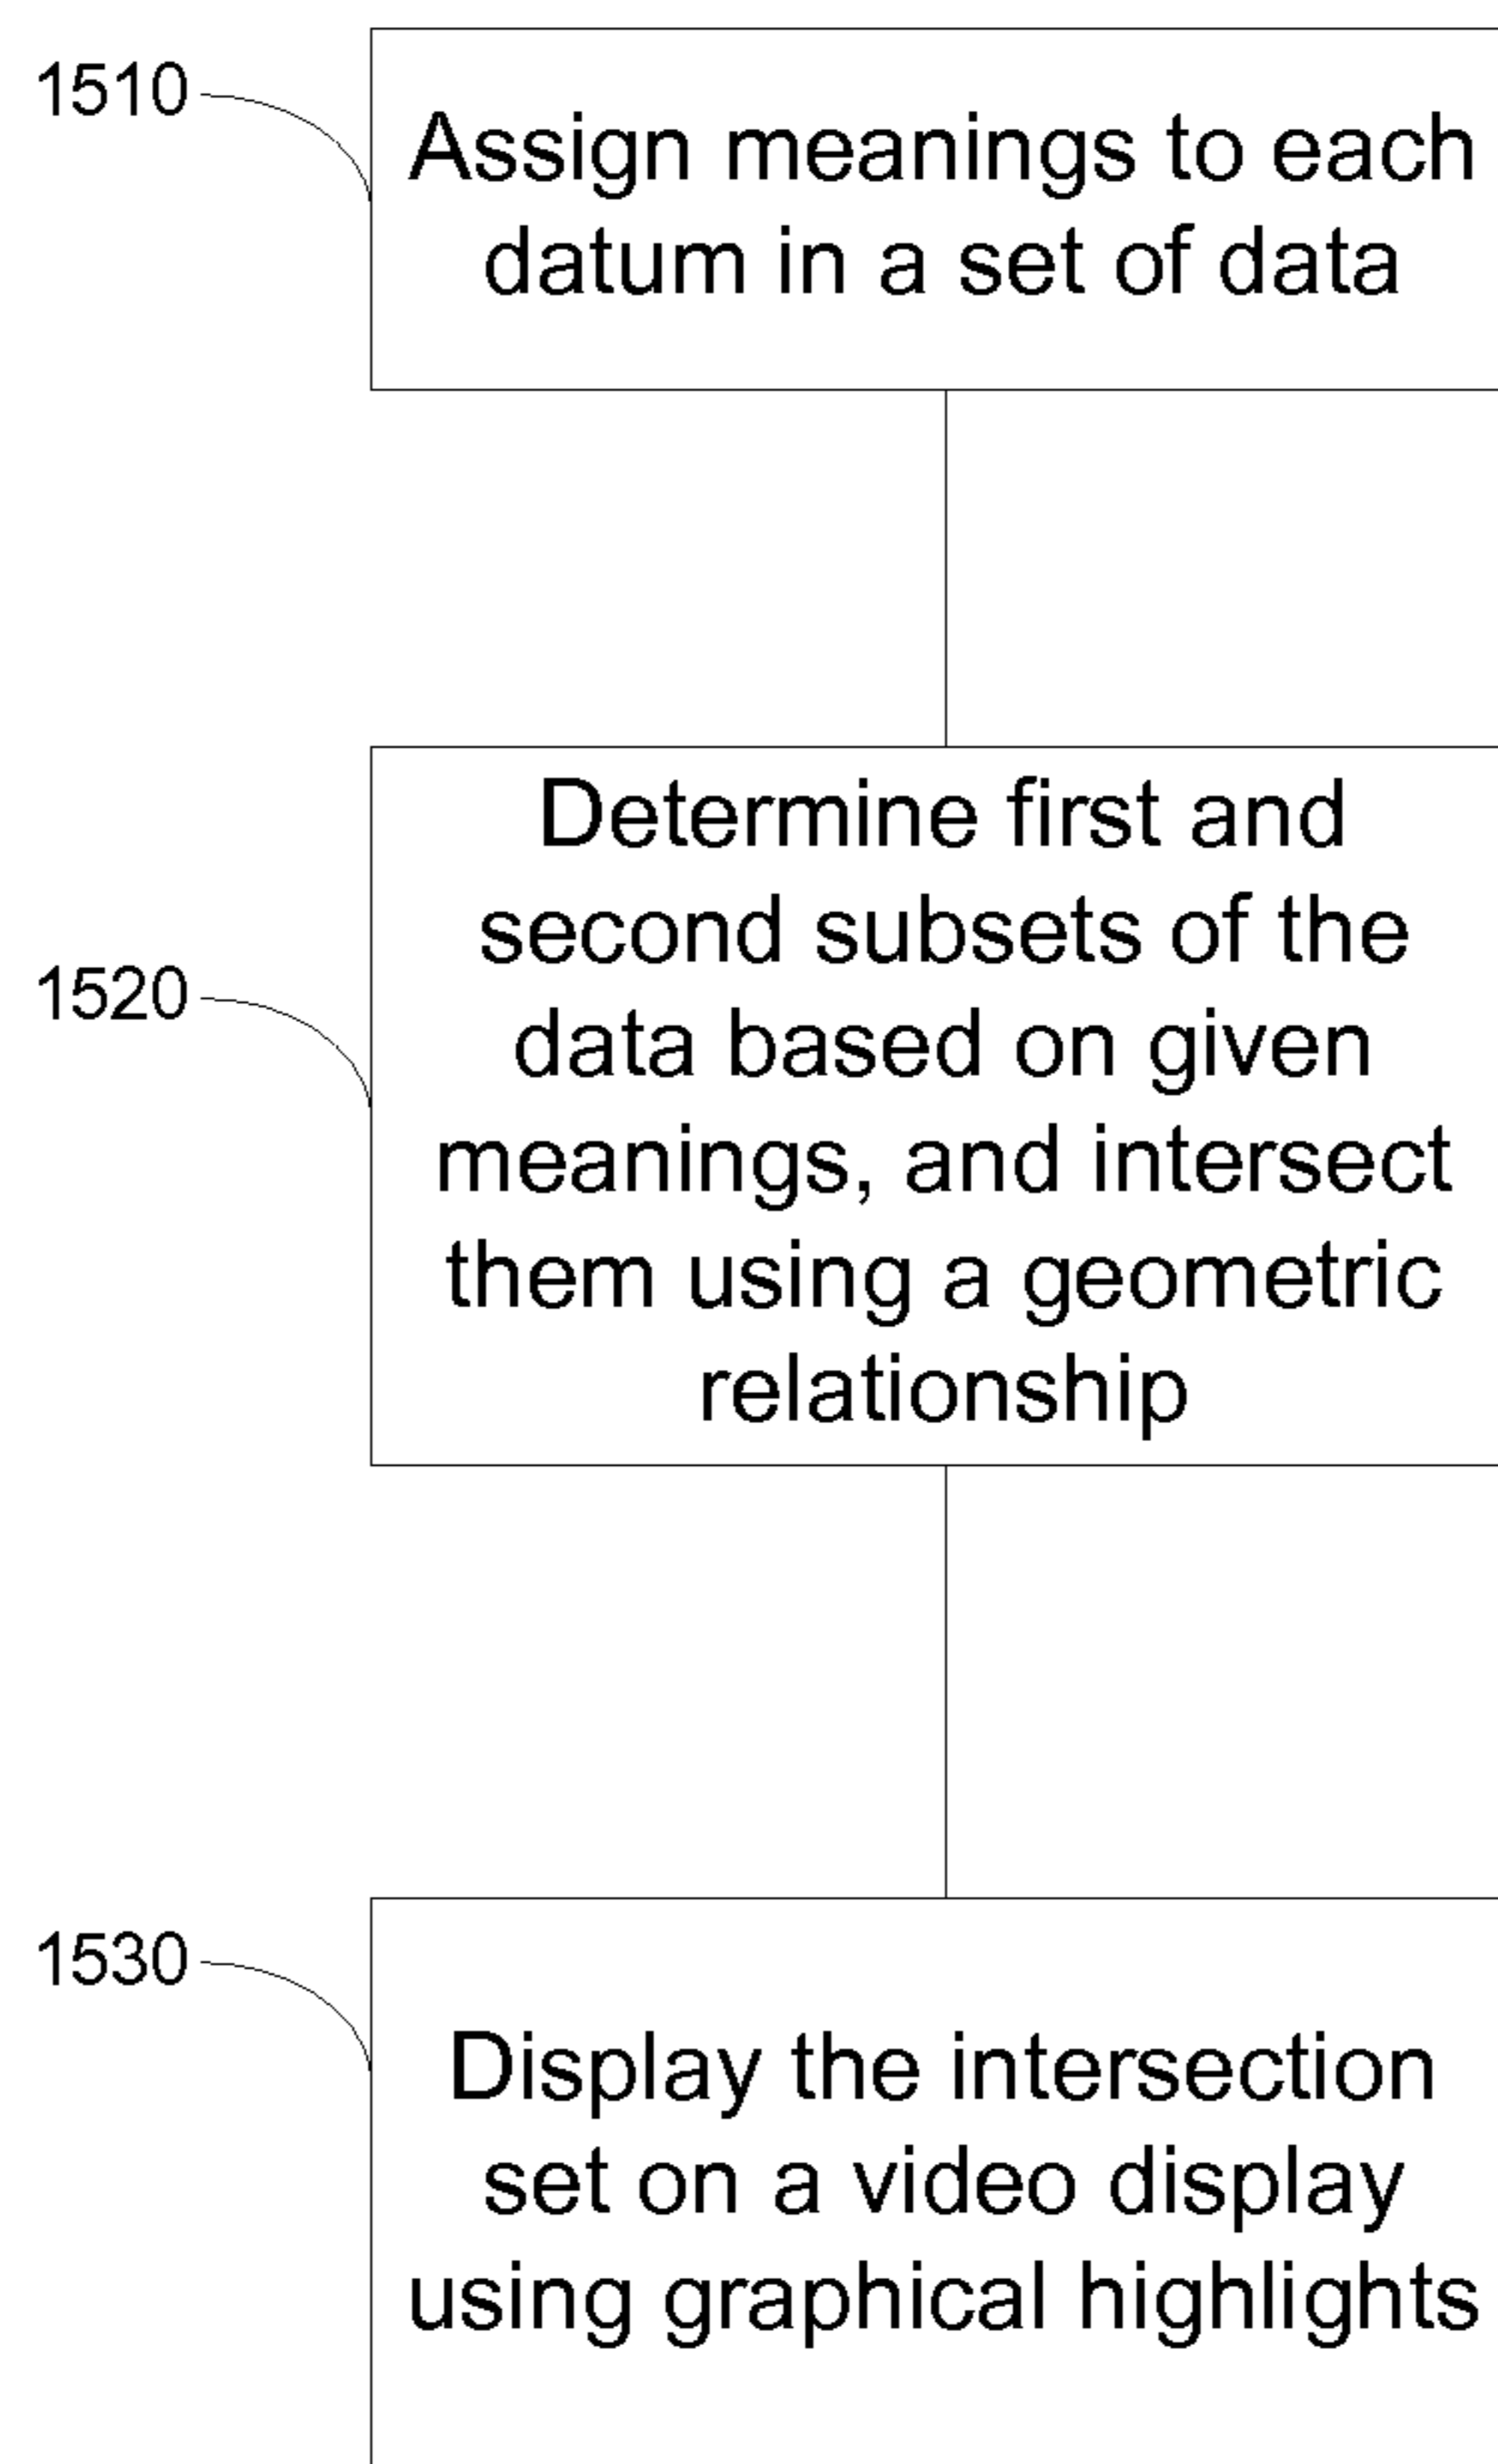 1510
Assign meanings to each
datum in a set of data
1520
Determine first and
second subsets of the
data based on given
meanings, and intersect
them using a geometric
relationship
1530
Display the intersection
set on a video display
using graphical highlights